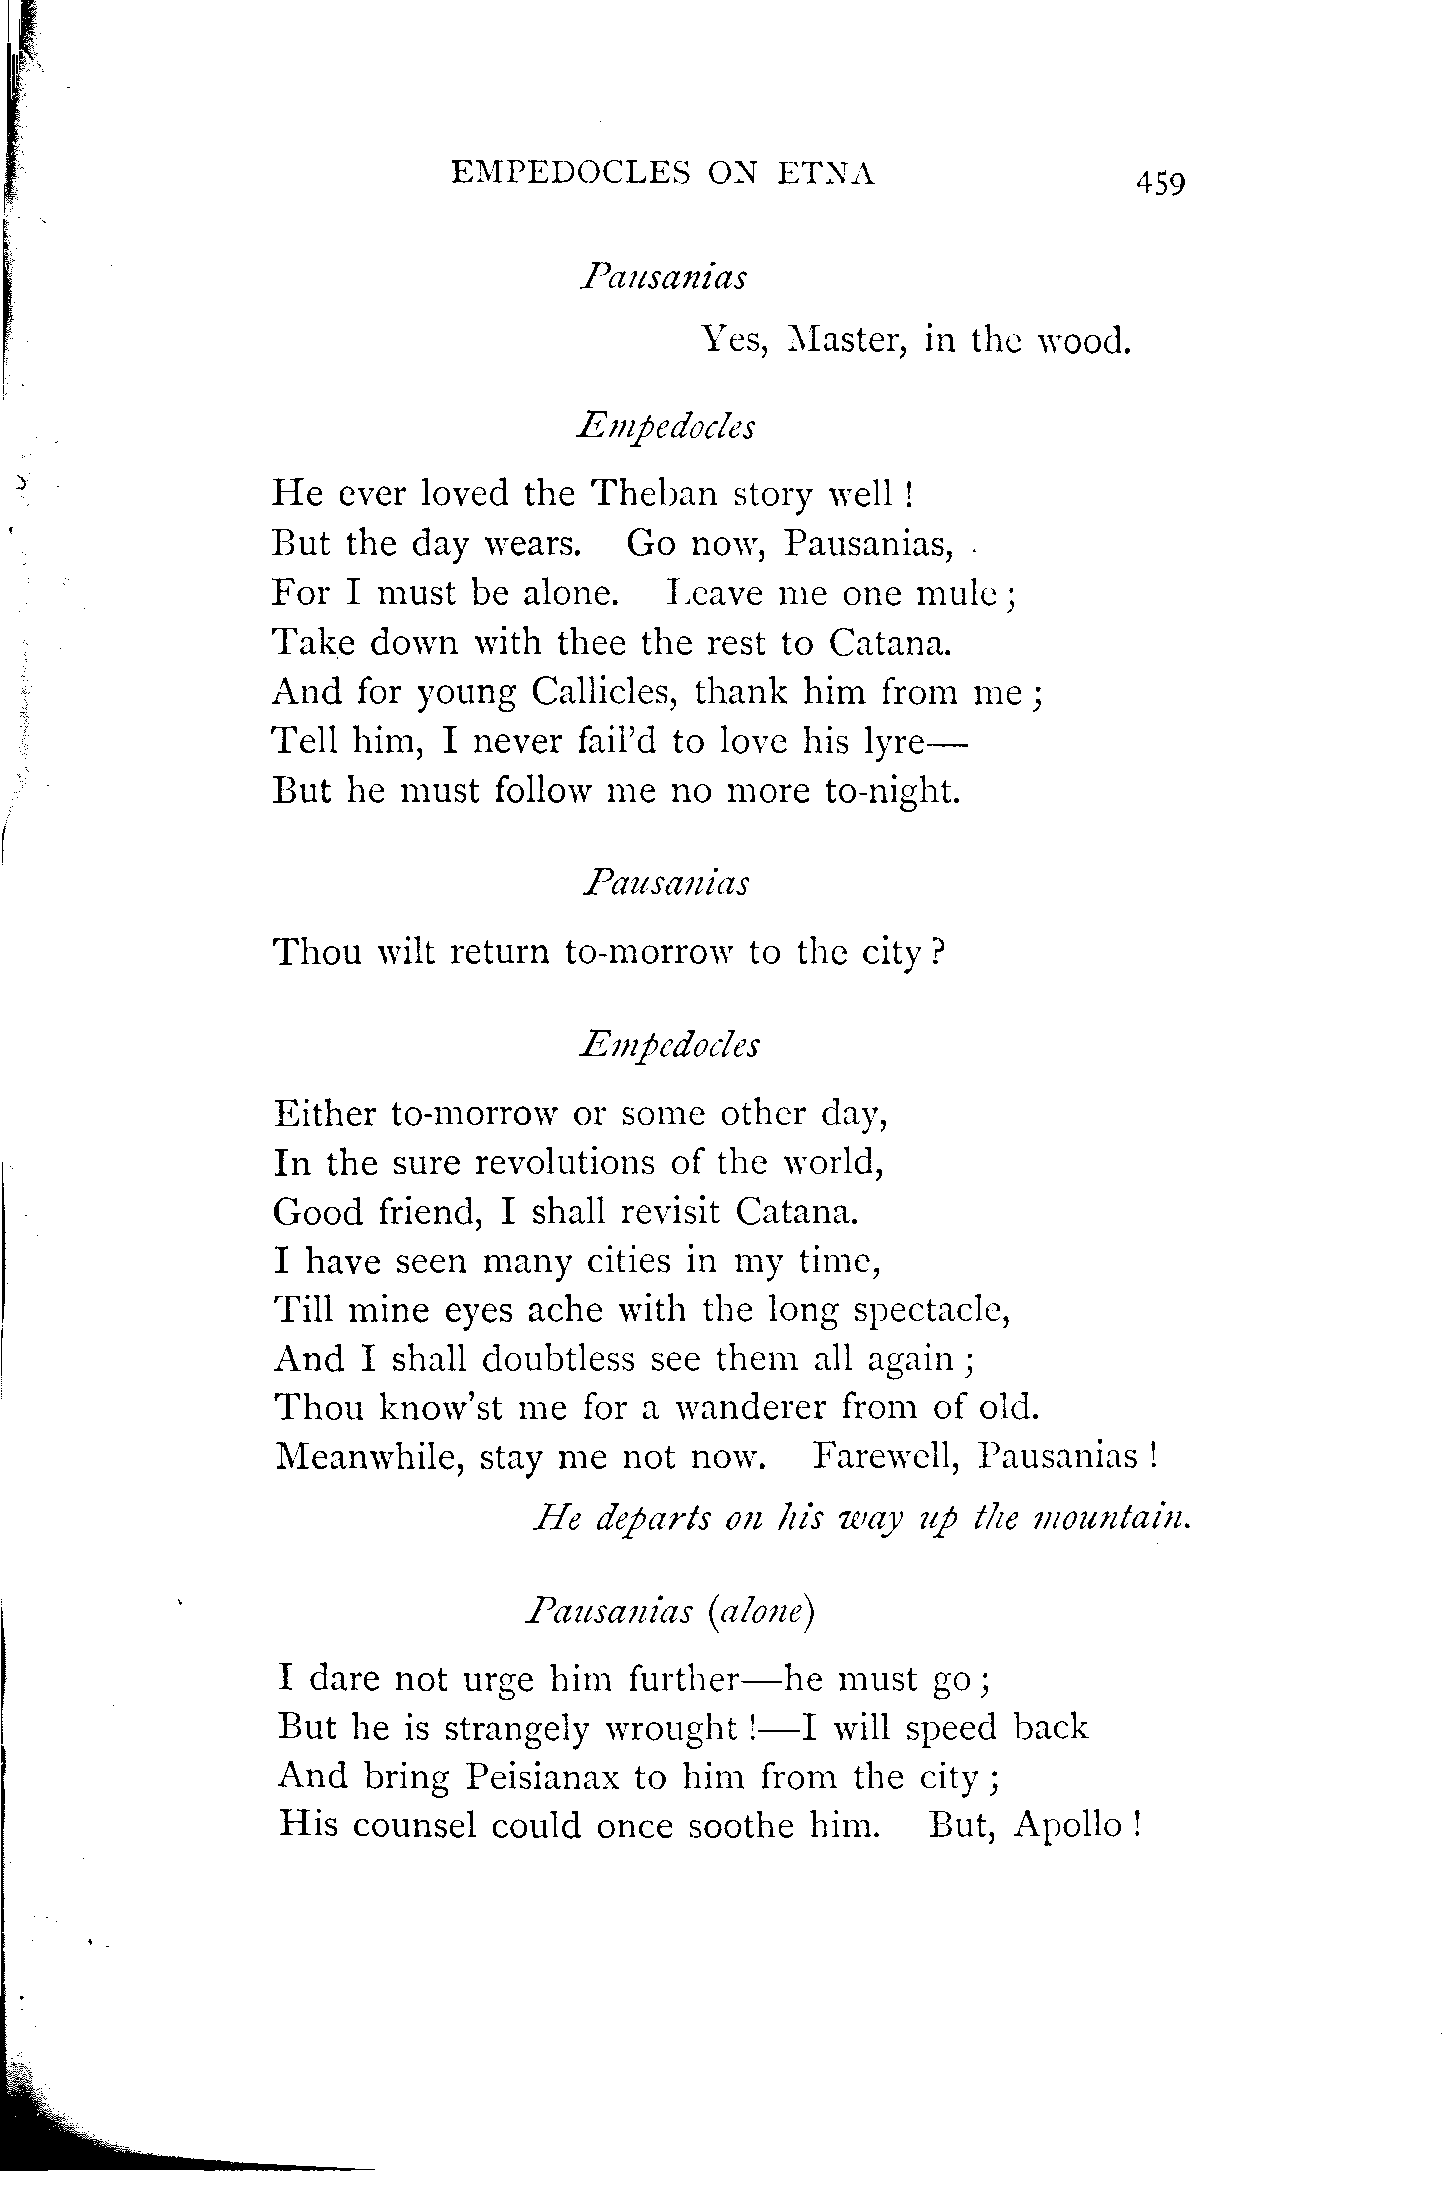 EMPEDOCLES ON ETNA 459
Pausanias
Yes, Master, in the wood.
Empedocles
He ever loved the Theban story well !
But the day wears. Go now, Pausanias,
For I must be alone. Leave me one mule ;
Take down with thee the rest to Catana.
And for young Callicles, thank him from me ;
Tell him, I never fail'd to love his lyre—
But he must follow me no more to-night.
Pausanias
Thou wilt return to-morrow to the city ?
Empedocles
Either to-morrow or some other day,
In the sure revolutions of the world,
Good friend, I shall revisit Catana.
I have seen many cities in my time,
Till mine eyes ache with the long spectacle,
And I shall doubtless see them all again ;
Thou know'st me for a wanderer from of old.
Meanwhile, stay me not now. Farewell, Pausanias !
He departs on his way up the mountain.
Pausanias (alone)
I dare not urge him further—he must go ;
But he is strangely wrought !—I will speed back
And bring Peisianax to him from the city ;
His counsel could once soothe him. But, Apollo !